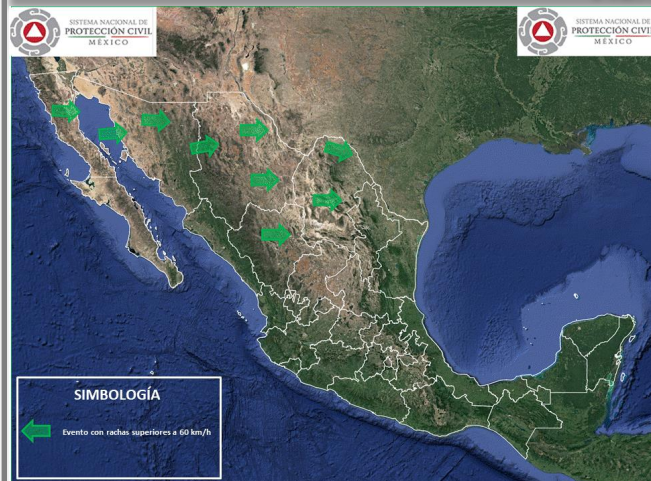 SISTEMA NACIONAL DE
PROTECCIÓN CIVIL
MÉXICO
SISTEMA NACIONAL DE
PROTECCIÓN CIVIL
MÉXICO
SIMBOLOGÍA
Evento con rachas superiores a 60 km/h